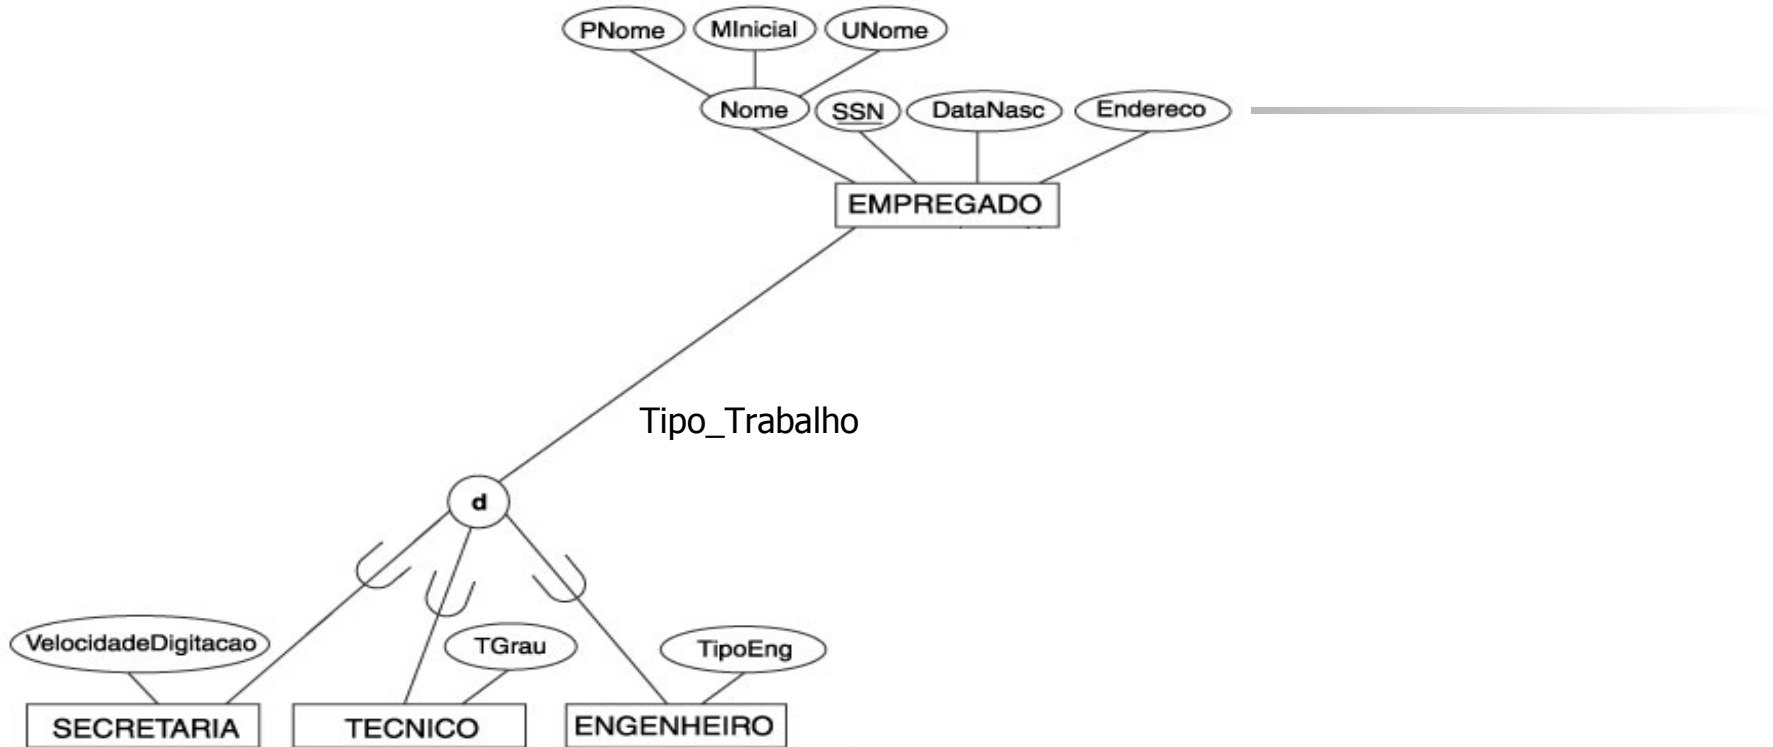 PNome MInicial UNome
Nome SSN DataNasc Endereco
EMPREGADO
Tipo_Trabalho
d
VelocidadeDigitacao TGrau TipoEng
SECRETARIA TECNICO ENGENHEIRO